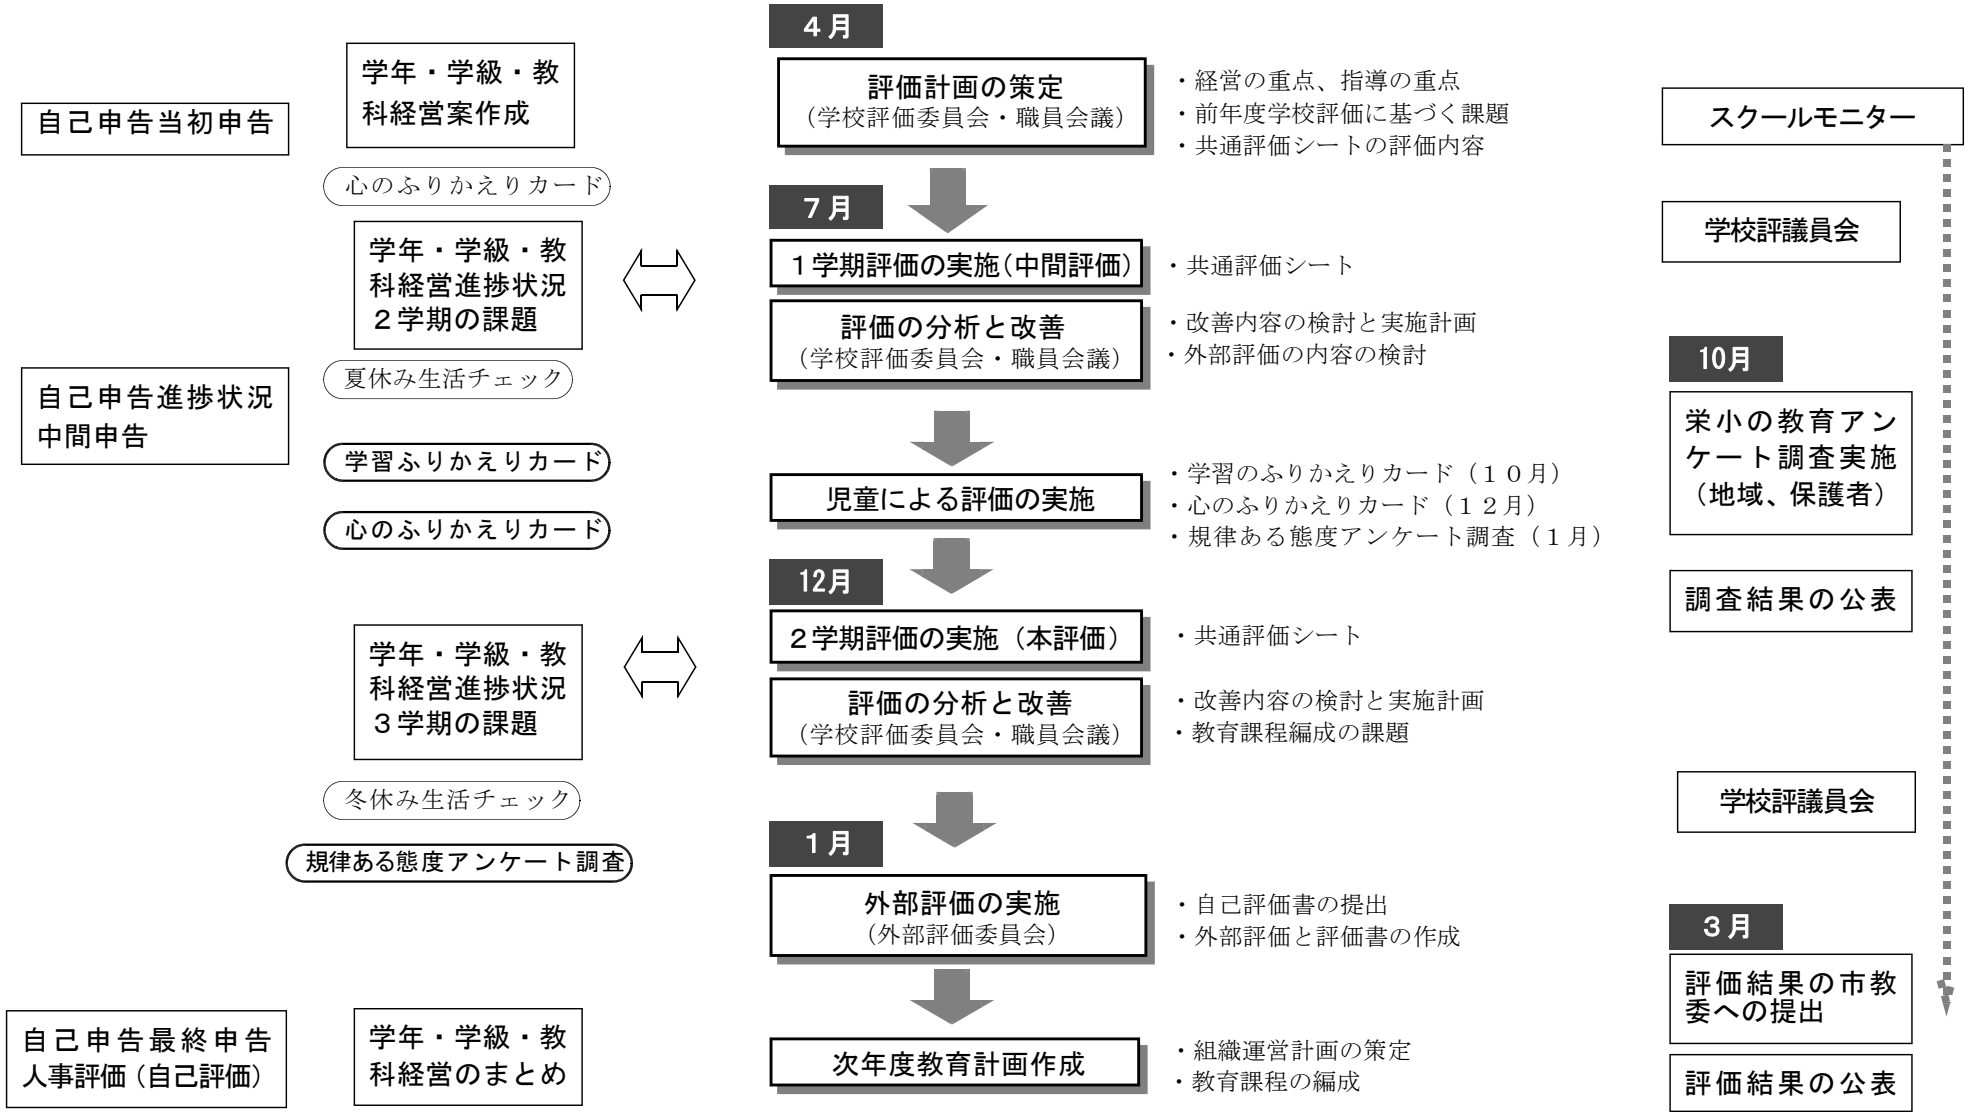 自己申告当初申告
学年・学級・教
科経営案作成
心のふりかえりカード
学年・学級・教
科経営進捗状況
２学期の課題
夏休み生活チェック
自己申告進捗状況
中間申告
学習ふりかえりカード
心のふりかえりカード
学年・学級・教
科経営進捗状況
３学期の課題
冬休み生活チェック
規律ある態度アンケート調査
自己申告最終申告
人事評価（自己評価）
学年・学級・教
科経営のまとめ
４月
評価計画の策定
（学校評価委員会・職員会議）
・経営の重点、指導の重点
・前年度学校評価に基づく課題
・共通評価シートの評価内容
７月
１学期評価の実施（中間評価）
・共通評価シート
評価の分析と改善
（学校評価委員会・職員会議）
・改善内容の検討と実施計画
・外部評価の内容の検討
児童による評価の実施
・学習のふりかえりカード（１０月）
・心のふりかえりカード（１２月）
・規律ある態度アンケート調査（１月）
12月
２学期評価の実施（本評価）
・共通評価シート
評価の分析と改善
（学校評価委員会・職員会議）
・改善内容の検討と実施計画
・教育課程編成の課題
１月
外部評価の実施
（外部評価委員会）
・自己評価書の提出
・外部評価と評価書の作成
次年度教育計画作成
・組織運営計画の策定
・教育課程の編成
スクールモニター
学校評議員会
10月
栄小の教育アン
ケート調査実施
（地域、保護者）
調査結果の公表
学校評議員会
３月
評価結果の市教
委への提出
評価結果の公表